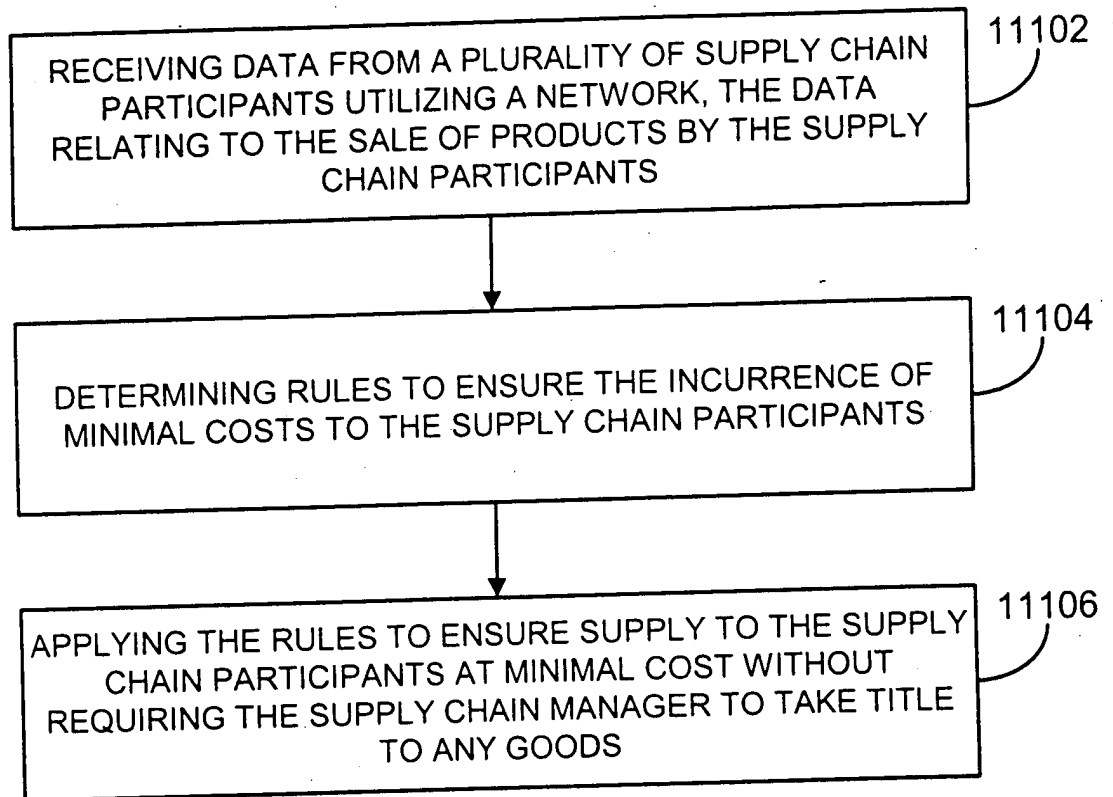 RECEIVING DATA FROM A PLURALITY OF SUPPLY CHAIN
PARTICIPANTS UTILIZING A NETWORK, THE DATA
RELATING TO THE SALE OF PRODUCTS BY THE SUPPLY
CHAIN PARTICIPANTS
11102
DETERMINING RULES TO ENSURE THE INCURRENCE OF
MINIMAL COSTS TO THE SUPPLY CHAIN PARTICIPANTS
11104
APPLYING THE RULES TO ENSURE SUPPLY TO THE SUPPLY
CHAIN PARTICIPANTS AT MINIMAL COST WITHOUT
REQUIRING THE SUPPLY CHAIN MANAGER TO TAKE TITLE
TO ANY GOODS
11106